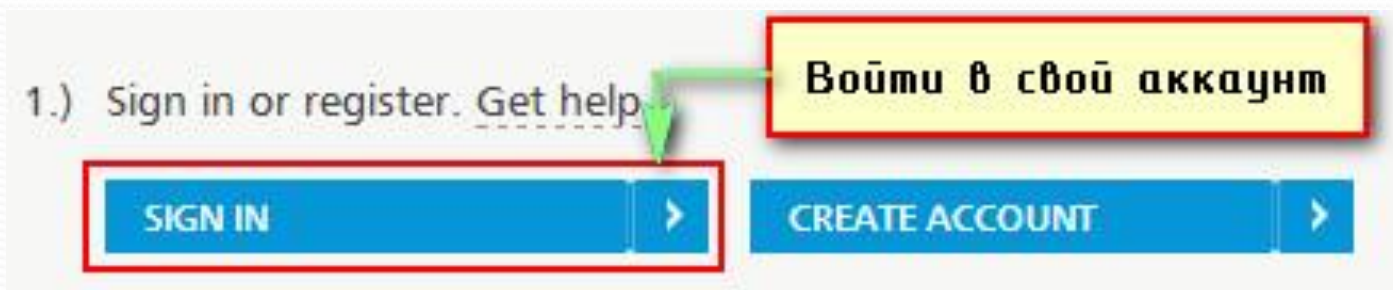 Войти в свой аккаунт
1.) Sign in or register. Get help
SIGN IN
CREATE ACCOUNT